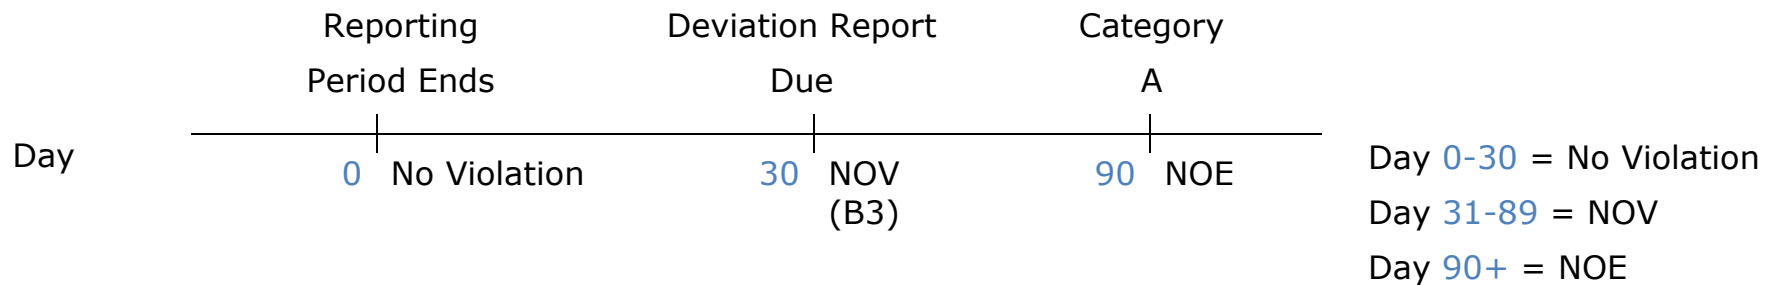 Reporting
Period Ends
Deviation Report
Due
Category
A
Day
0 No Violation
30 NOV
(B3)
90 NOE
Day 0-30 = No Violation
Day 31-89 = NOV
Day 90+ = NOE